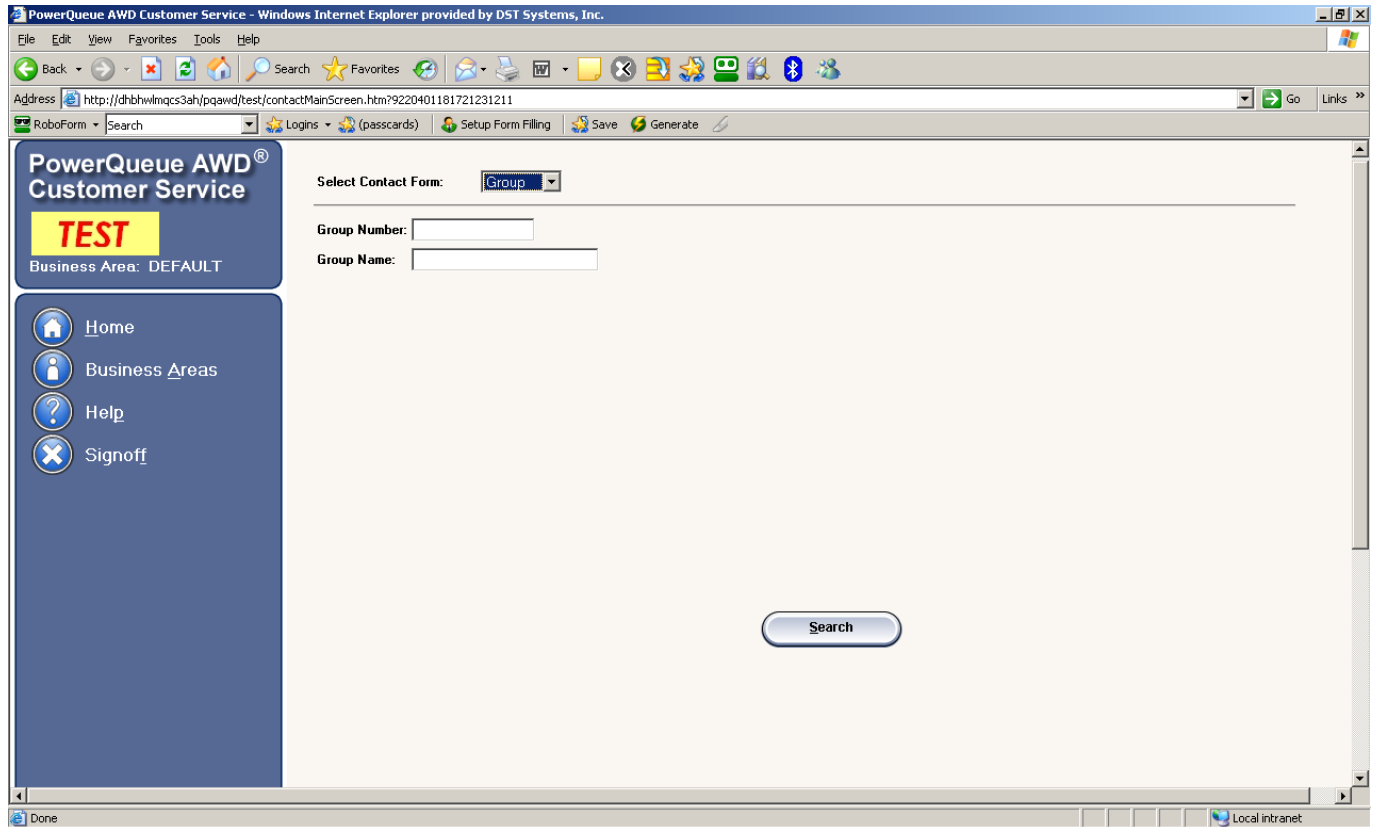 PowerQueue AWD Customer Service - Windows Internet Explorer provided by DST Systems, Inc.
File Edit View Favorites Tools Help
Back Search Favorites
Address http://dhbhwlmqcs3ah/pqawd/test/contactMainScreen.htm?9220401181721231211 Go Links »
RoboForm Search Logins (passcards) Setup Form Filling Save Generate
PowerQueue AWD®
Customer Service
TEST
Business Area: DEFAULT
Home
Business Areas
Help
Signoff
Select Contact Form: Group
Group Number:
Group Name:
Search
Done Local intranet